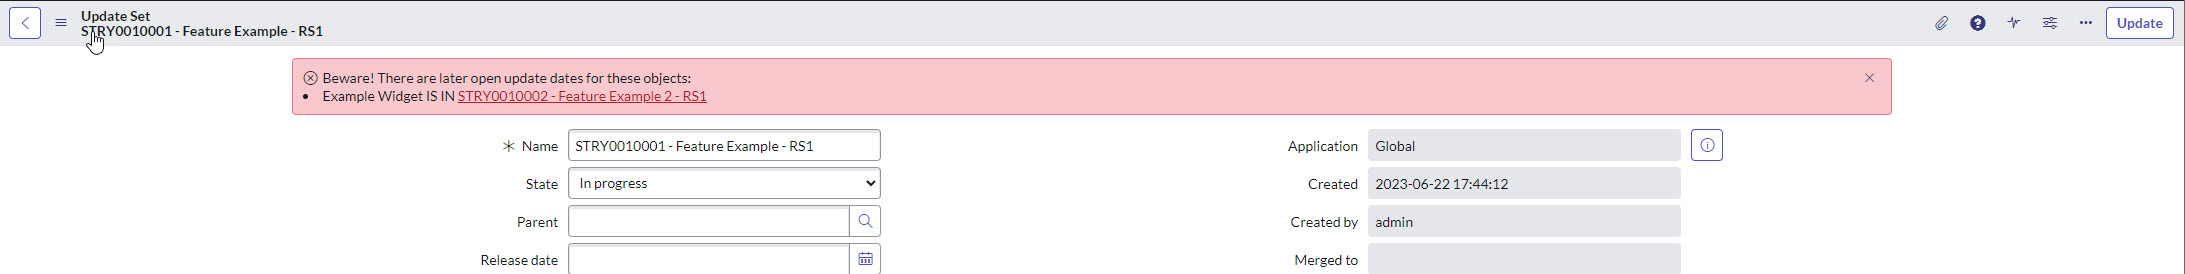 Update Set
STRY0010001 - Feature Example - RS1
Update
Beware! There are later open update dates for these objects:
Example Widget IS IN STRY0010002 - Feature Example 2 - RS1
Name STRY0010001 - Feature Example - RS1
Application Global
State In progress
Created 2023-06-22 17:44:12
Parent
Created by admin
Release date
Merged to